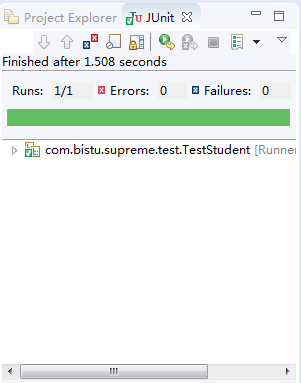 Project Explorer JUnit
Finished after 1.508 seconds
Runs: 1/1 Errors: 0 Failures: 0
com.bistu.supreme.test.TestStudent [Runner